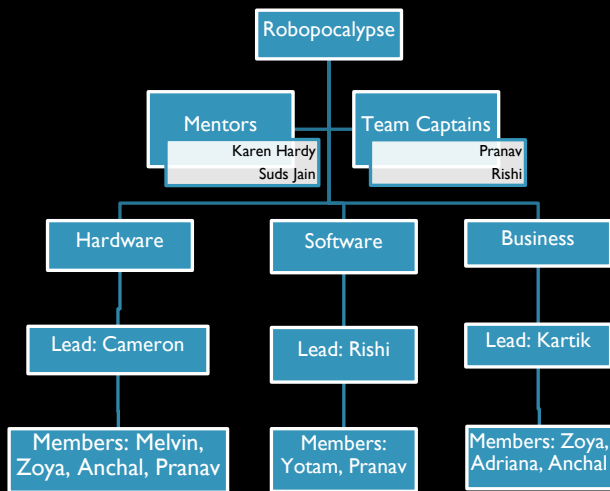 Robopocalypse
Mentors
Karen Hardy
Suds Jain
Team Captains
Pranav
Rishi
Hardware
Software
Business
Lead: Cameron
Lead: Rishi
Lead: Kartik
Members: Melvin,
Zoya, Anchal, Pranav
Members:
Yotam, Pranav
Members: Zoya,
Adriana, Anchal